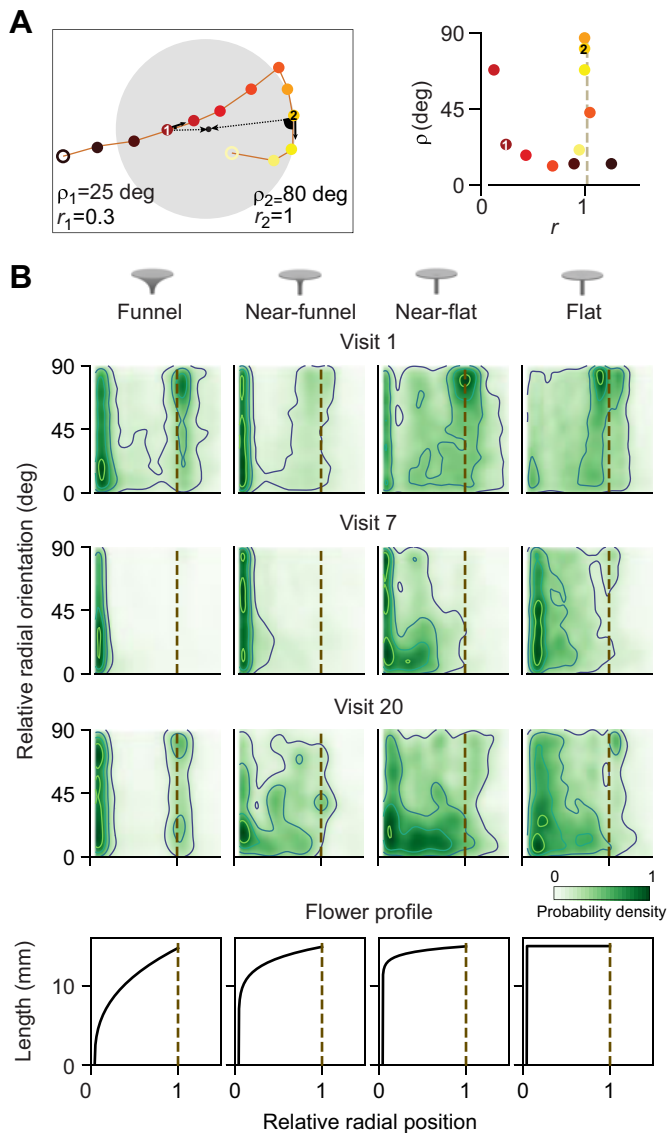 A
1
2
ρ1=25 deg
r1=0.3
ρ2=80 deg
r2=1
90
45
0
ρ (deg)
2
1
0
1
r
B
Funnel
Near-funnel
Near-flat
Flat
Visit 1
90
45
0
Visit 7
90
45
0
Relative radial orientation (deg)
Visit 20
90
45
0
0
1
Probability density
Flower profile
Length (mm)
10
0
0
1
0
1
0
1
0
1
Relative radial position